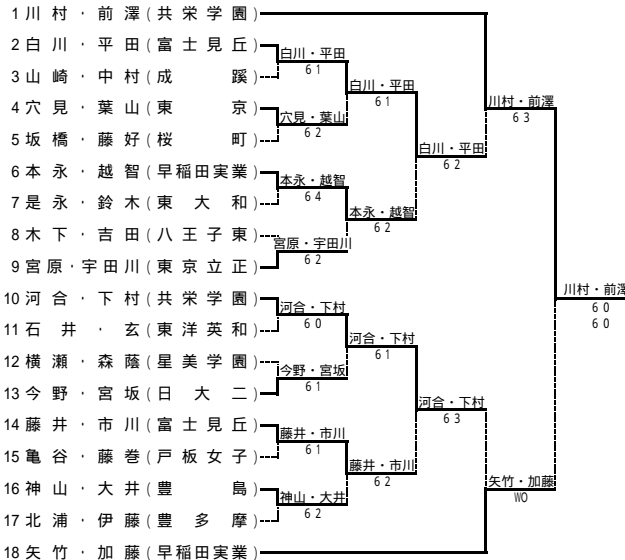 1 川村・前澤 (共栄学園)
2 白川・平田 (富士見丘)
白川・平田
3 山崎・中村 (成蹊)
6 1
白川・平田
6 1
4 穴見・葉山 (東京)
穴見・葉山
川村・前澤
6 3
5 坂橋・藤好 (桜町)
6 2
白川・平田
6 2
6 本永・越智 (早稲田実業)
本永・越智
7 是永・鈴木 (東大和)
6 4
本永・越智
6 2
8 木下・吉田 (八王子東)
宮原・宇田川
9 宮原・宇田川 (東京立正)
6 2
川村・前澤
6 0
6 0
10 河合・下村 (共栄学園)
河合・下村
11 石井・玄 (東洋英和)
6 0
河合・下村
6 1
12 横瀬・森蔭 (星美学園)
今野・宮坂
13 今野・宮坂 (日大二)
6 1
河合・下村
6 3
14 藤井・市川 (富士見丘)
藤井・市川
15 亀谷・藤巻 (戸板女子)
6 1
藤井・市川
6 2
16 神山・大井 (豊島)
神山・大井
矢竹・加藤
WO
17 北浦・伊藤 (豊多摩)
6 2
18 矢竹・加藤 (早稲田実業)